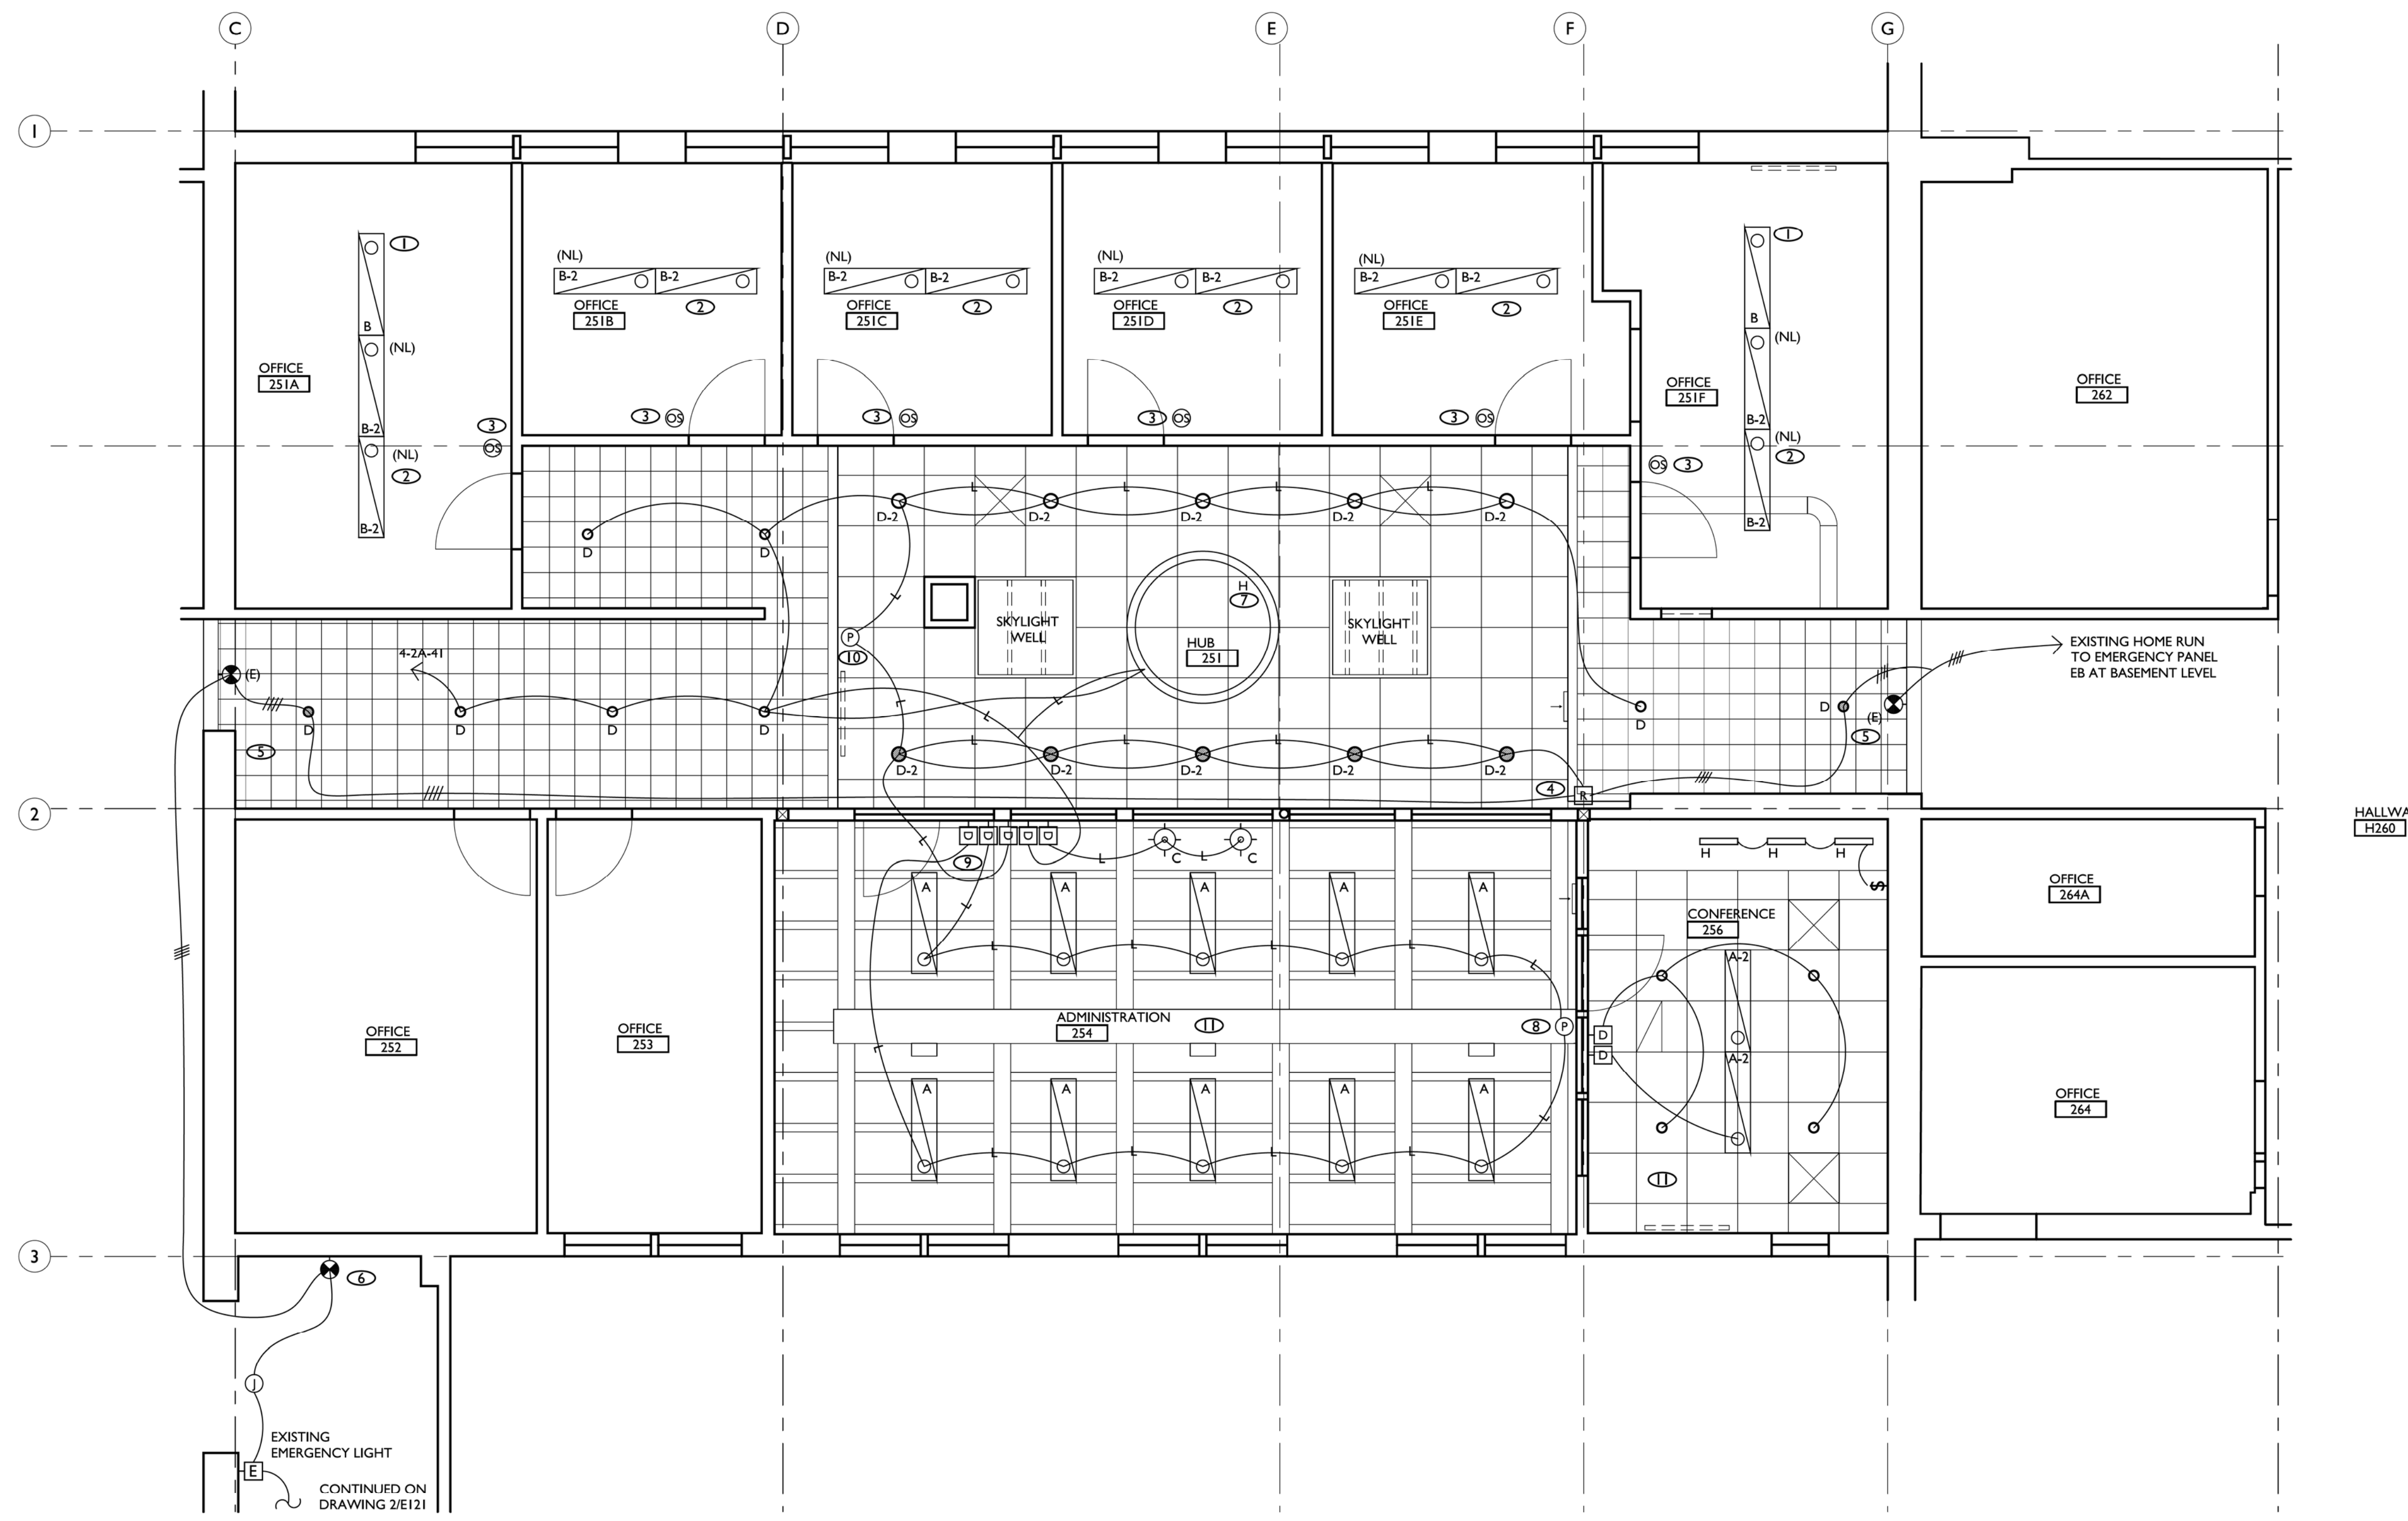 C D E F G
1
1 1
(NL) (NL) (NL) (NL)
B-2 B-2 B-2 B-2 B-2 B-2 B-2 B-2
OFFICE 2 OFFICE 2 OFFICE 2 OFFICE 2
251B 251C 251D 251E
B B
(NL) (NL)
OFFICE OFFICE OFFICE
251A 251F 262
3 OS 3 OS 3 OS 3 OS
B-2 3 B-2
OS (NL)
(NL) 2
2 OS 3
B-2 B-2
L L L L
D-2 D-2 D-2 D-2 D-2
D D
H
L 7
SKYLIGHT SKYLIGHT
WELL WELL
P HUB
10 251
4-2A-41
(E)
EXISTING HOME RUN
TO EMERGENCY PANEL
EB AT BASEMENT LEVEL
L L L
D D D D D D
(E)
5 5
L L L L
D-2 D-2 D-2 D-2 D-2
4 R
2
HALLWA
H260
D D D D D
L 9 L C L C
H H H
$
A A A A A
OFFICE
264A
L
CONFERENCE
256
L L L L L
A-2
OFFICE OFFICE ADMINISTRATION 11 8 P
252 253 254
D
D A-2
L
A A A A A
OFFICE
264
L
L L L L
11
3
6
J
EXISTING
EMERGENCY LIGHT
E
CONTINUED ON
DRAWING 2/E121